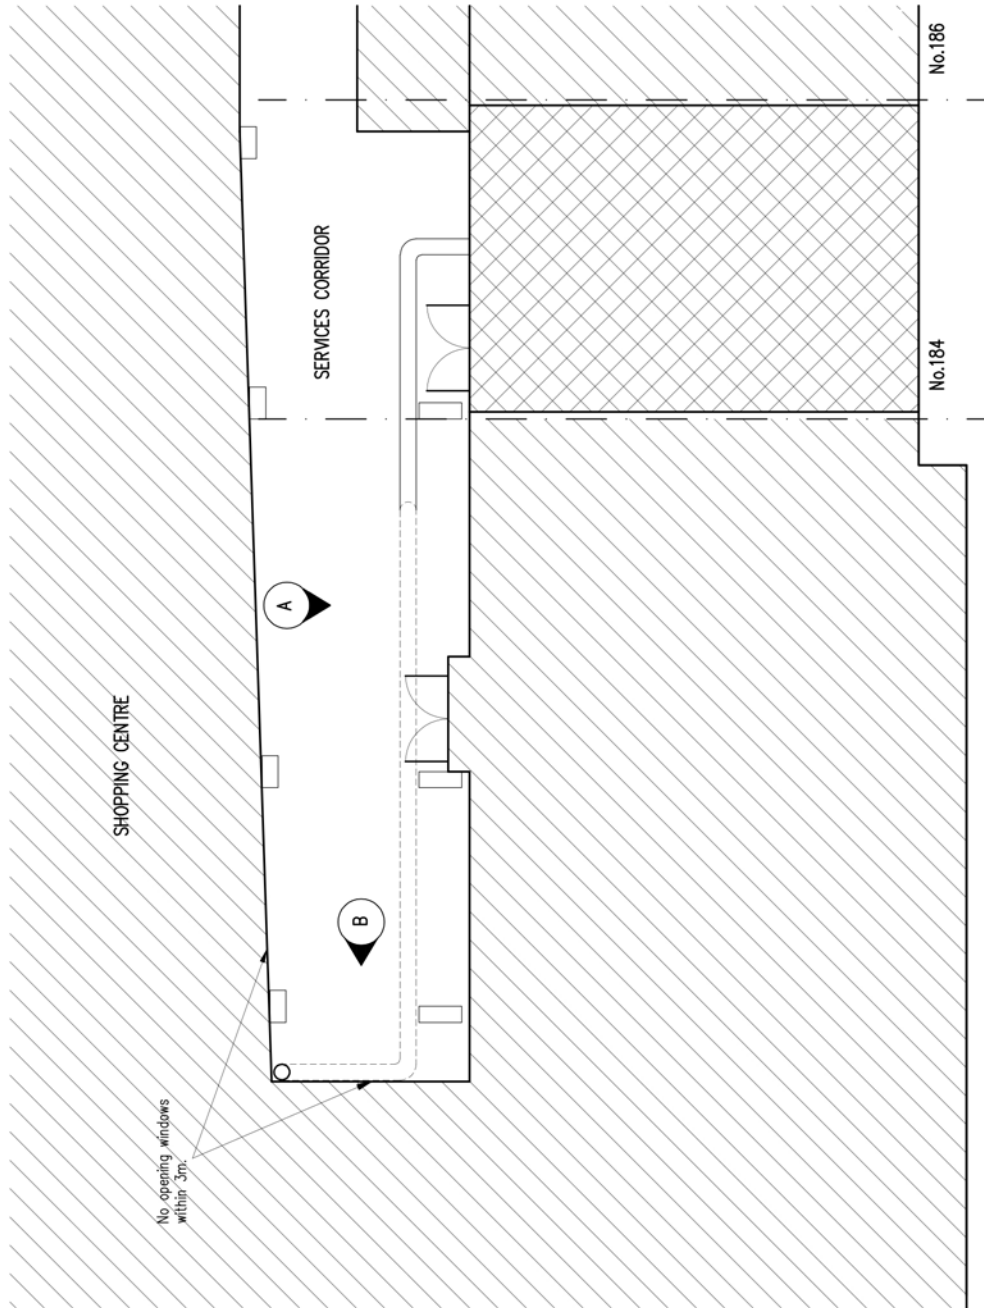 No.186
SERVICES CORRIDOR
No.184
A
SHOPPING CENTRE
B
No opening windows
within 3m.